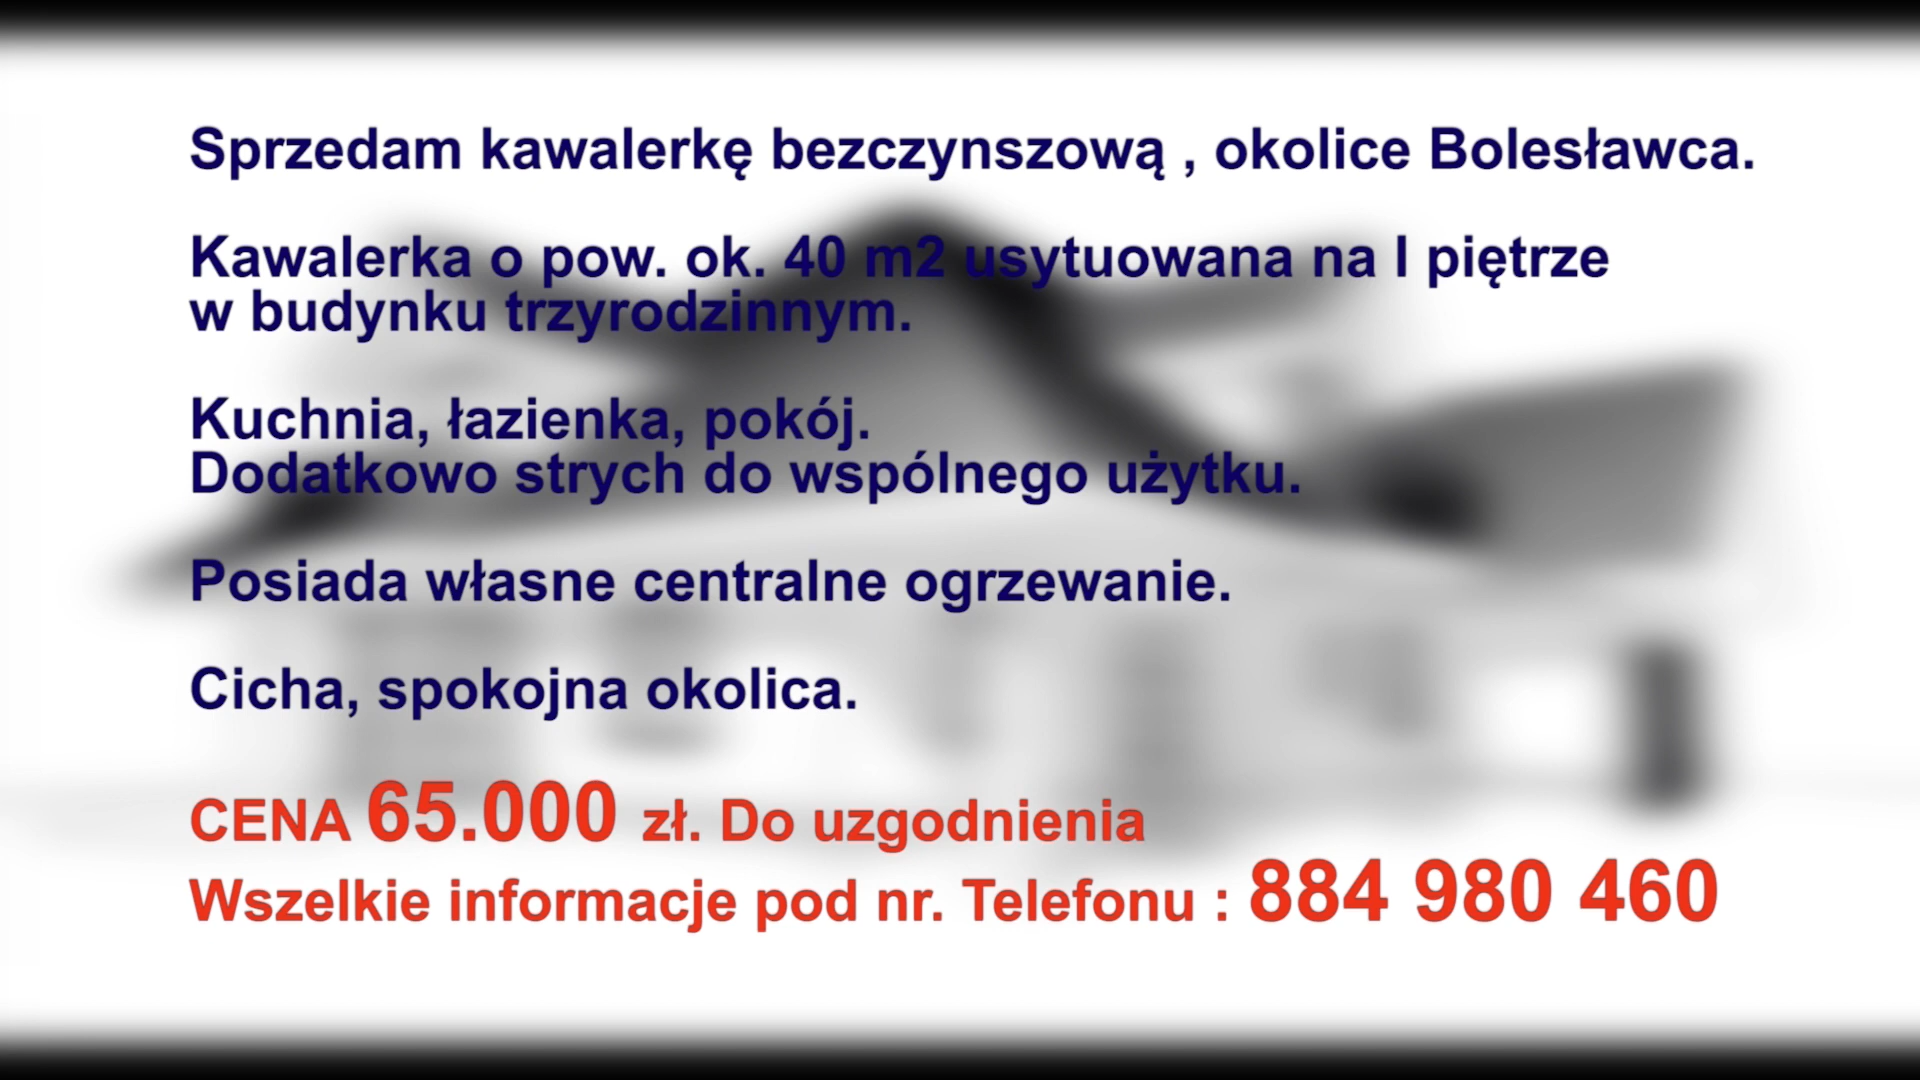 Sprzedam kawalerkę bezczynszową , okolice Bolesławca.
Kawalerka o pow. ok. 40 m2 usytuowana na I piętrze
w budynku trzyrodzinnym.
Kuchnia, łazienka, pokój.
Dodatkowo strych do wspólnego użytku.
Posiada własne centralne ogrzewanie.
Cicha, spokojna okolica.
CENA 65.000 zł. Do uzgodnienia
Wszelkie informacje pod nr. Telefonu : 884 980 460